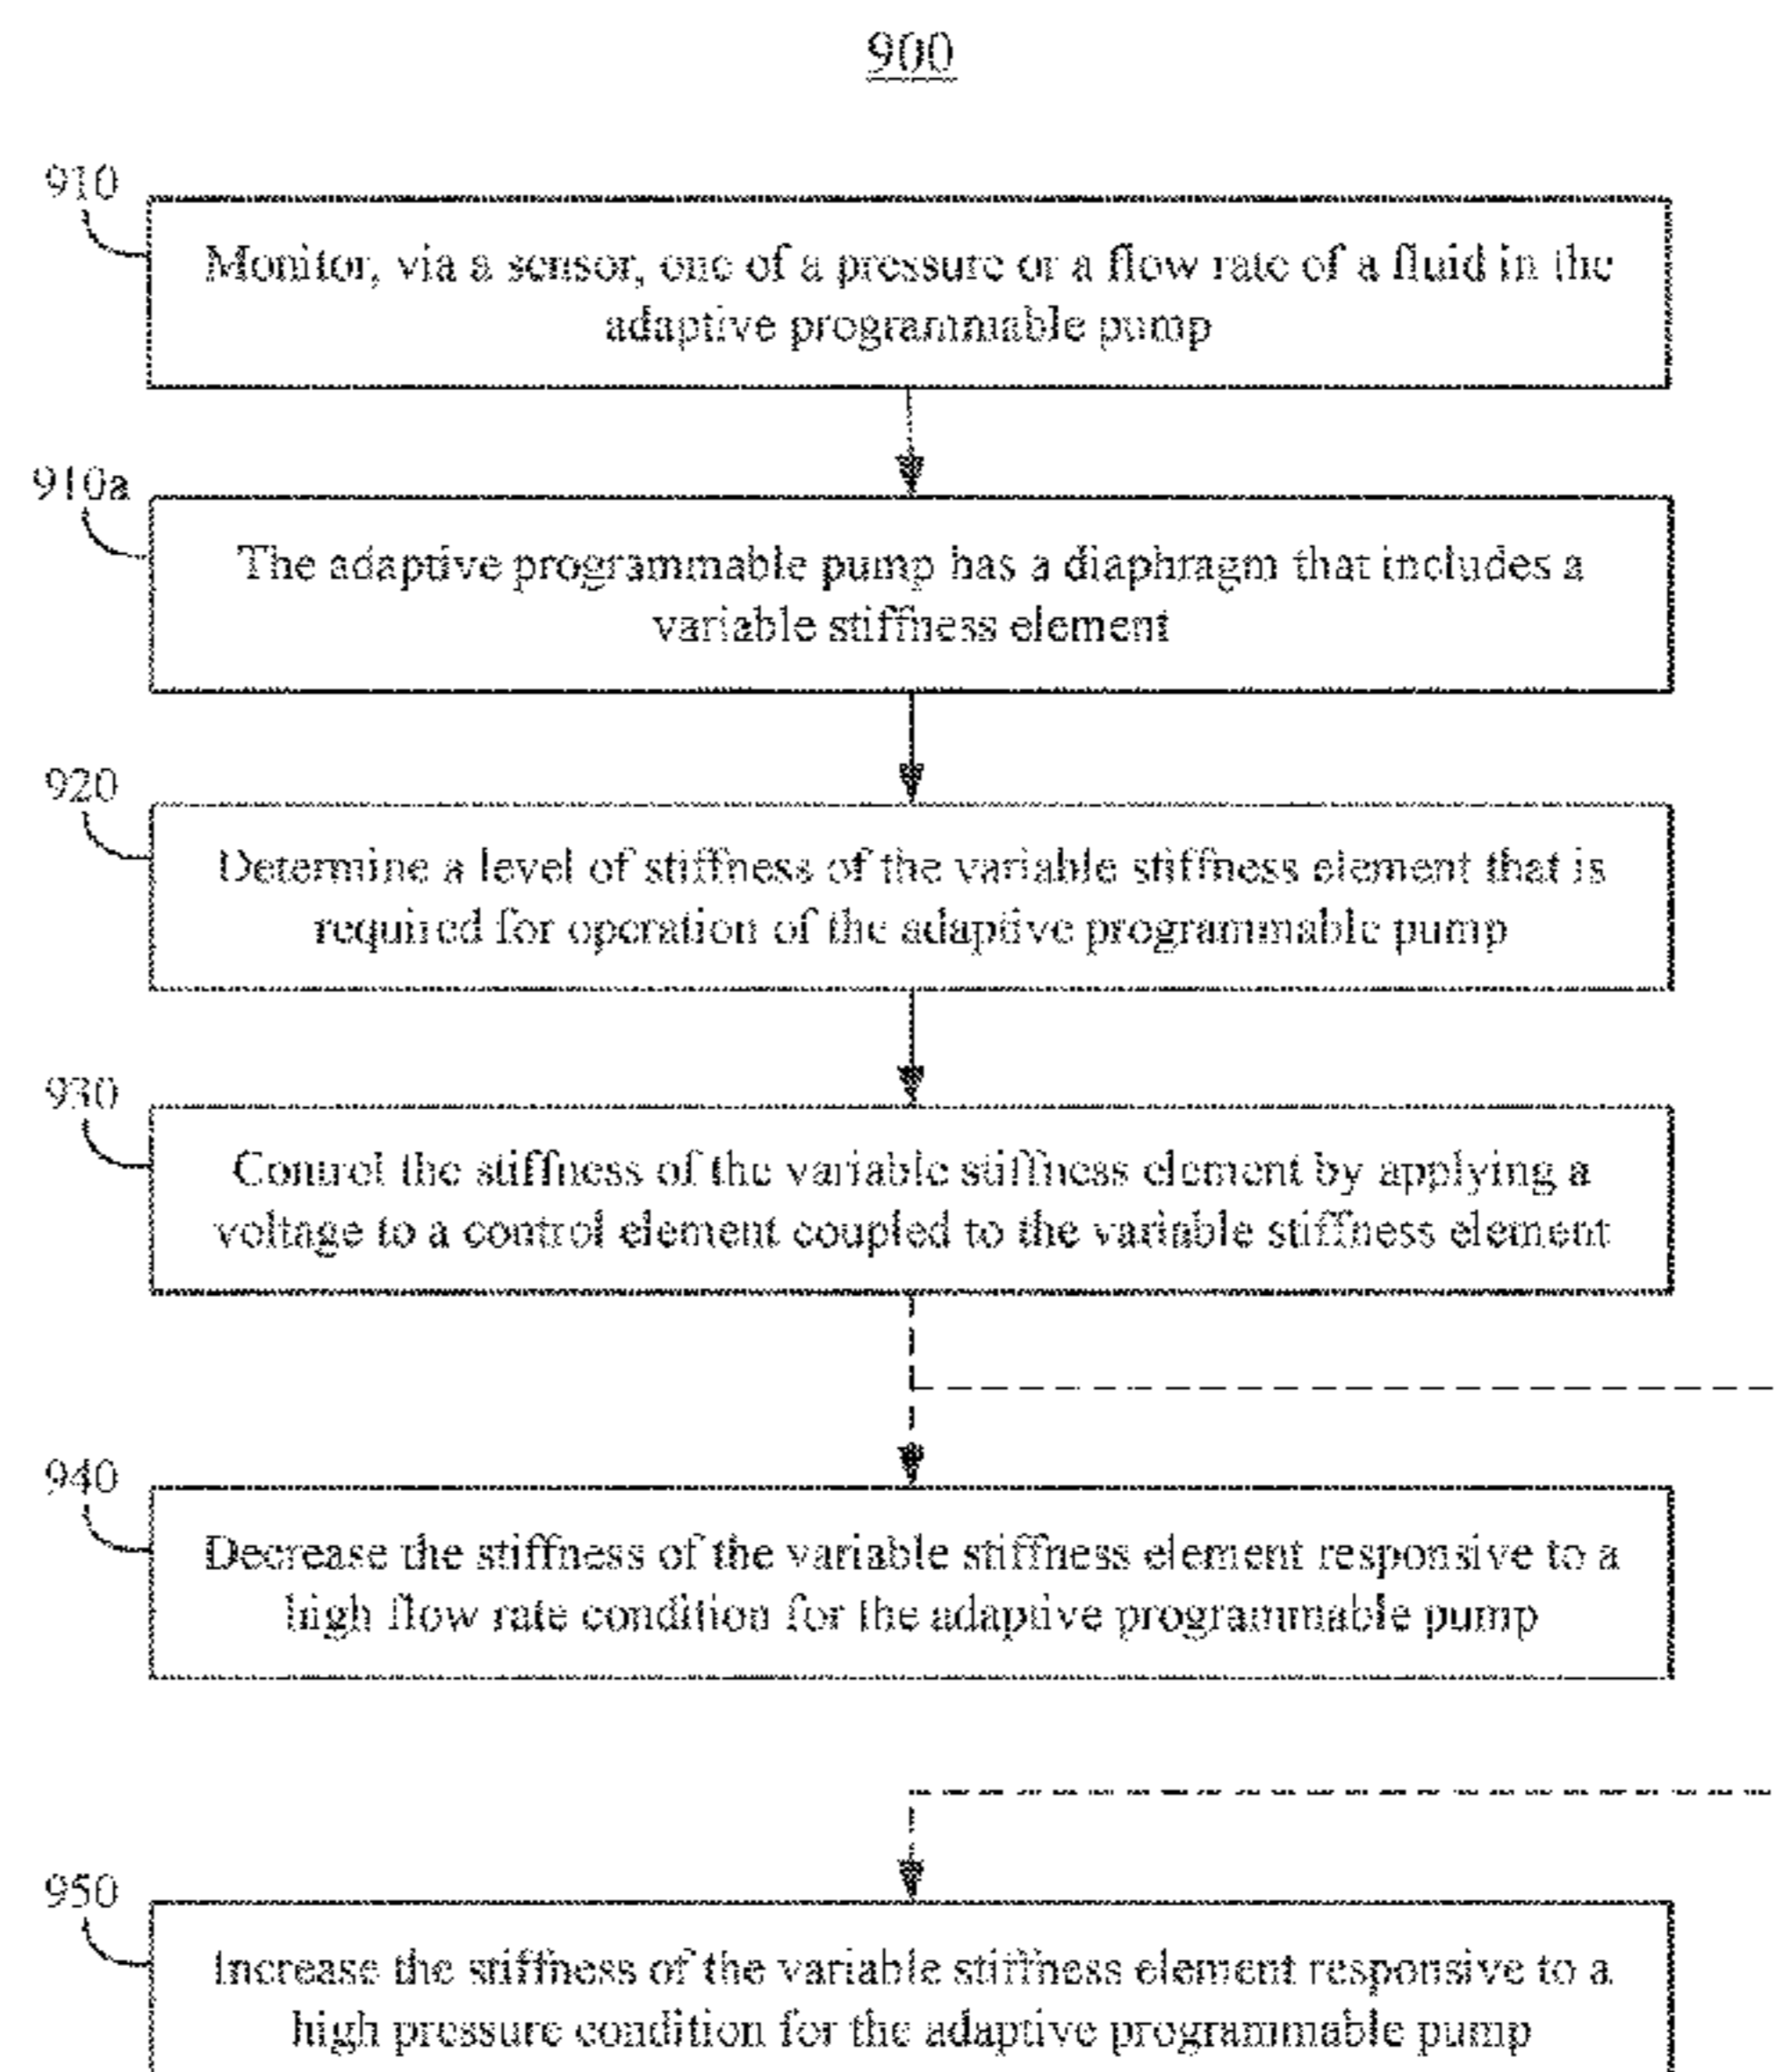 900
910
Monitor, via a sensor, one of a pressure or a flow rate of a fluid in the
adaptive programmable pump
910a
The adaptive programmable pump has a diaphragm that includes a
variable stiffness element
920
Determine a level of stiffness of the variable stiffness element that is
required for operation of the adaptive programmable pump
930
Control the stiffness of the variable stiffness element by applying a
voltage to a control element coupled to the variable stiffness element
940
Decrease the stiffness of the variable stiffness element responsive to a
high flow rate condition for the adaptive programmable pump
950
Increase the stiffness of the variable stiffness element responsive to a
high pressure condition for the adaptive programmable pump